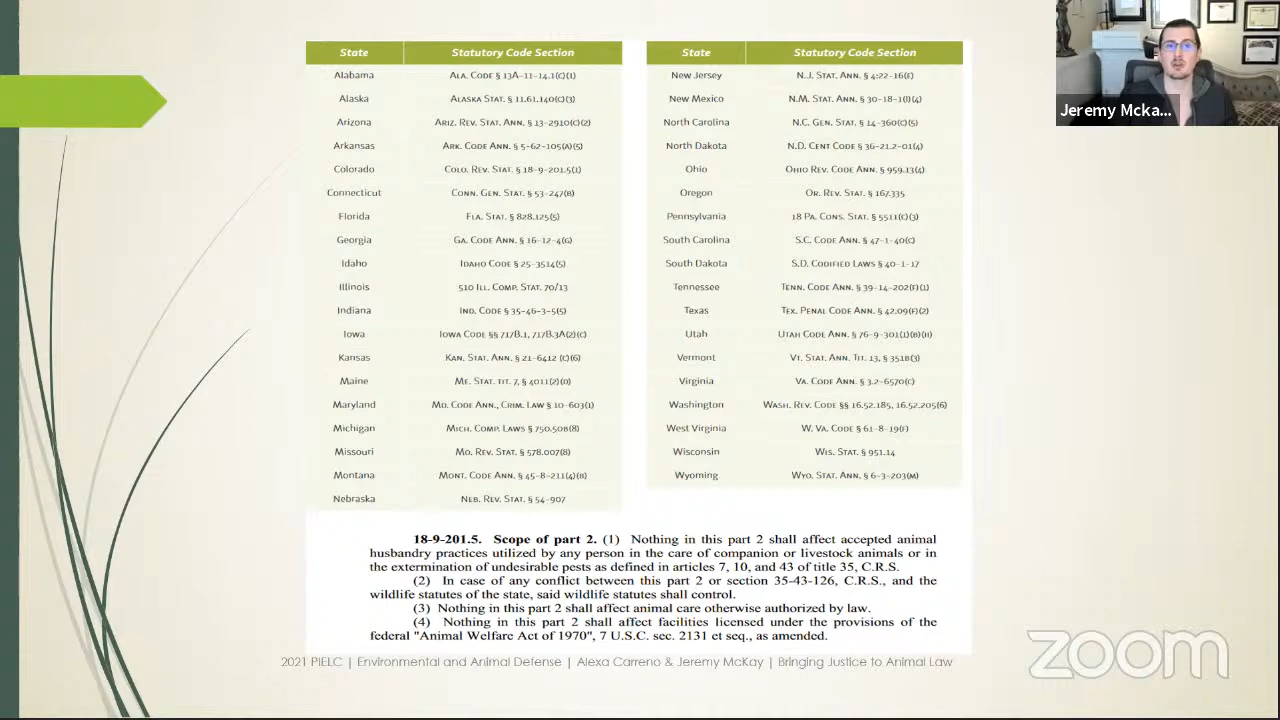 State Statutory Code Section
Alabama ALA. CODE § 13A-11-14.1(C)(1)
Alaska ALASKA STAT. § 11.61.140(C)(3)
Arizona ARIZ. REV. STAT. ANN. § 13-2910(C)(2)
Arkansas ARK. CODE ANN. § 5-62-105(A)(5)
Colorado COLO. REV. STAT. § 18-9-201.5(1)
Connecticut CONN. GEN. STAT. § 53-247(B)
Florida FLA. STAT. § 828.125(5)
Georgia GA. CODE ANN. § 16-12-4(G)
Idaho IDAHO CODE § 25-3514(5)
Illinois 510 ILL. COMP. STAT. 70/13
Indiana IND. CODE § 35-46-3-5(5)
Iowa IOWA CODE §§ 717B.1, 717B.3A(2)(C)
Kansas KAN. STAT. ANN. § 21-6412 (C)(6)
Maine ME. STAT. TIT. 7, § 4011(2)(D)
Maryland MD. CODE ANN., CRIM. LAW § 10-603(1)
Michigan MICH. COMP. LAWS § 750.50B(8)
Missouri MO. REV. STAT. § 578.007(8)
Montana MONT. CODE ANN. § 45-8-211(4)(B)
Nebraska NEB. REV. STAT. § 54-907
State Statutory Code Section
New Jersey N.J. STAT. ANN. § 4:22-16(E)
New Mexico N.M. STAT. ANN. § 30-18-1(I)(4)
North Carolina N.C. GEN. STAT. § 14-360(C)(5)
North Dakota N.D. CENT CODE § 36-21.2-01(4)
Ohio OHIO REV. CODE ANN. § 959.13(4)
Oregon OR. REV. STAT. § 167.335
Pennsylvania 18 PA. CONS. STAT. § 5511(C)(3)
South Carolina S.C. CODE ANN. § 47-1-40(C)
South Dakota S.D. CODIFIED LAWS § 40-1-17
Tennessee TENN. CODE ANN. § 39-14-202(F)(1)
Texas TEX. PENAL CODE ANN. § 42.09(F)(2)
Utah UTAH CODE ANN. § 76-9-301(1)(B)(II)
Vermont VT. STAT. ANN. TIT. 13, § 351B(3)
Virginia VA. CODE ANN. § 3.2-6570(C)
Washington WASH. REV. CODE §§ 16.52.185, 16.52.205(6)
West Virginia W. VA. CODE § 61-8-19(F)
Wisconsin WIS. STAT. § 951.14
Wyoming WYO. STAT. ANN. § 6-3-203(M)
18-9-201.5. Scope of part 2. (1) Nothing in this part 2 shall affect accepted animal
husbandry practices utilized by any person in the care of companion or livestock animals or in
the extermination of undesirable pests as defined in articles 7, 10, and 43 of title 35, C.R.S.
(2) In case of any conflict between this part 2 or section 35-43-126, C.R.S., and the
wildlife statutes of the state, said wildlife statutes shall control.
(3) Nothing in this part 2 shall affect animal care otherwise authorized by law.
(4) Nothing in this part 2 shall affect facilities licensed under the provisions of the
federal "Animal Welfare Act of 1970", 7 U.S.C. sec. 2131 et seq., as amended.
2021 PIELC | Environmental and Animal Defense | Alexa Carreno & Jeremy McKay | Bringing Justice to Animal Law
Jeremy Mcka...
zoom